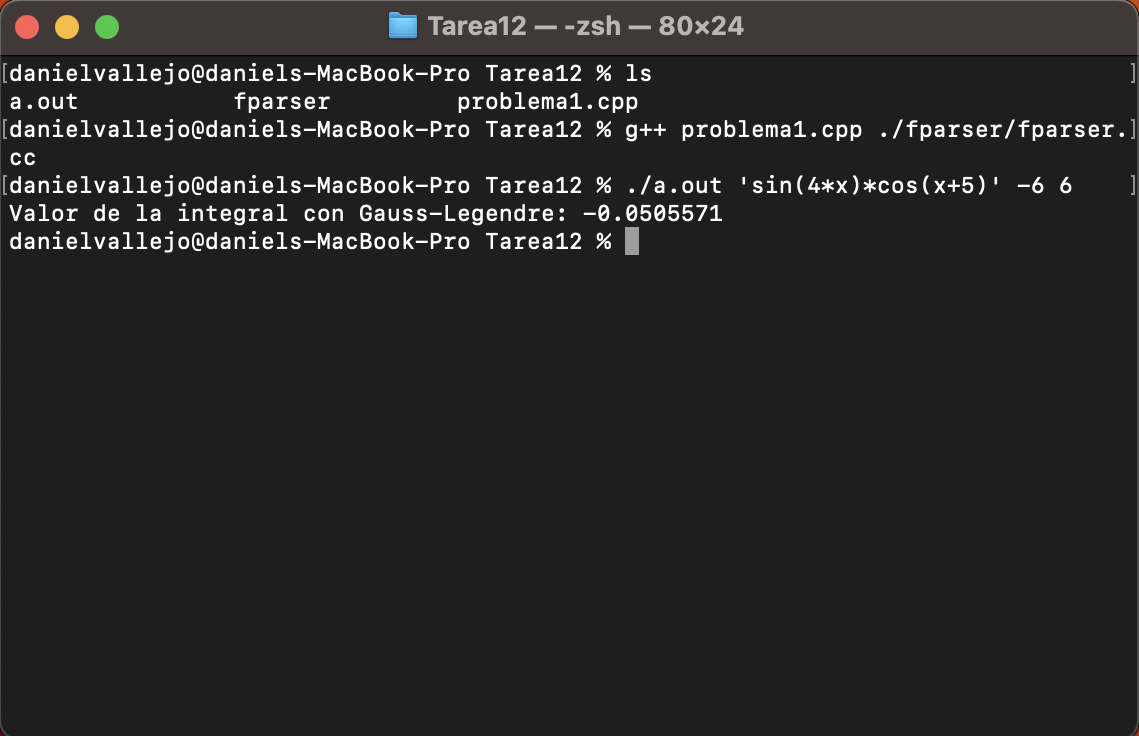 Tarea12 — -zsh — 80×24
[danielvallejo@daniels-MacBook-Pro Tarea12 % ls ]
a.out fparser problema1.cpp
[danielvallejo@daniels-MacBook-Pro Tarea12 % g++ problema1.cpp ./fparser/fparser.]
cc
[danielvallejo@daniels-MacBook-Pro Tarea12 % ./a.out 'sin(4*x)*cos(x+5)' -6 6 ]
Valor de la integral con Gauss-Legendre: -0.0505571
danielvallejo@daniels-MacBook-Pro Tarea12 %